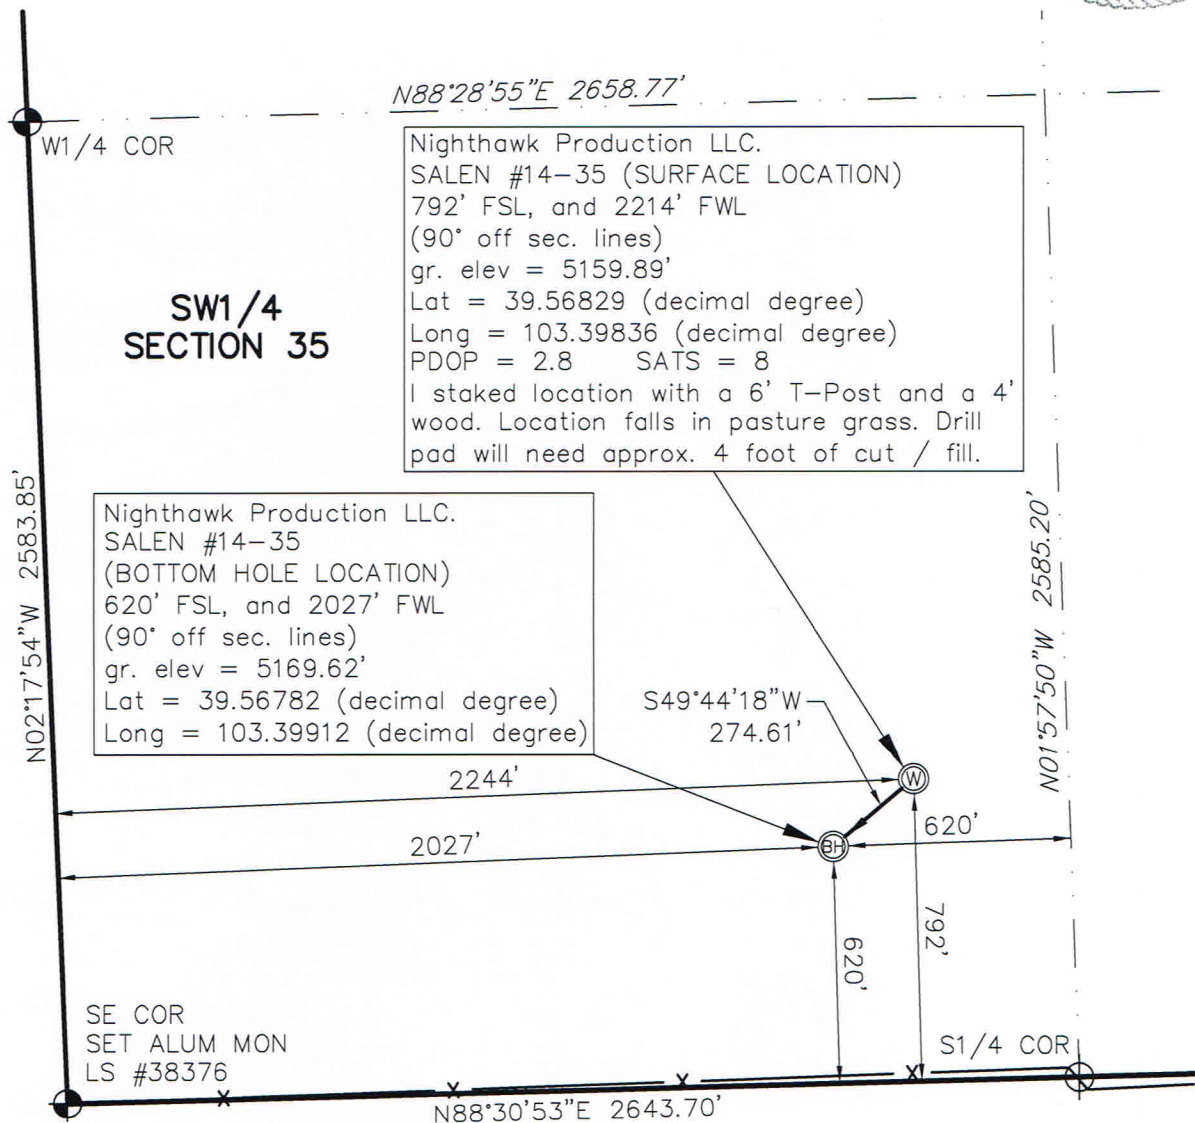 N88°28'55"E 2658.77'
W1/4 COR
Nighthawk Production LLC.
SALEN #14-35 (SURFACE LOCATION)
792' FSL, and 2214' FWL
(90° off sec. lines)
gr. elev = 5159.89'
Lat = 39.56829 (decimal degree)
Long = 103.39836 (decimal degree)
PDOP = 2.8 SATS = 8
I staked location with a 6' T-Post and a 4'
wood. Location falls in pasture grass. Drill
pad will need approx. 4 foot of cut / fill.
SW1/4
SECTION 35
N02°17'54"W 2583.85'
Nighthawk Production LLC.
SALEN #14-35
(BOTTOM HOLE LOCATION)
620' FSL, and 2027' FWL
(90° off sec. lines)
gr. elev = 5169.62'
Lat = 39.56782 (decimal degree)
Long = 103.39912 (decimal degree)
N01°57'50"W 2585.20'
S49°44'18"W
274.61'
W
2244'
620'
BH
2027'
792'
620'
SE COR
SET ALUM MON
LS #38376
S1/4 COR
N88°30'53"E 2643.70'